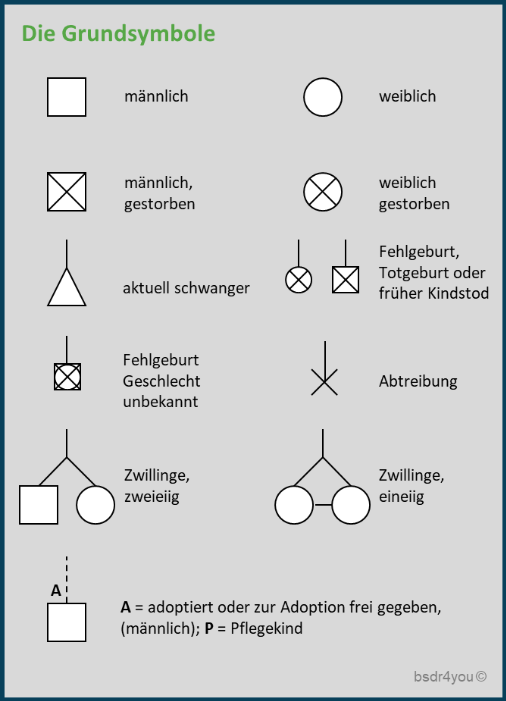 Die Grundsymbole
männlich
weiblich
männlich,
gestorben
weiblich
gestorben
aktuell schwanger
Fehlgeburt,
Totgeburt oder
früher Kindstod
Fehlgeburt
Geschlecht
unbekannt
Abtreibung
Zwillinge,
zweieiig
Zwillinge,
eineiig
A
A = adoptiert oder zur Adoption frei gegeben,
(männlich); P = Pflegekind
bsdr4you ©